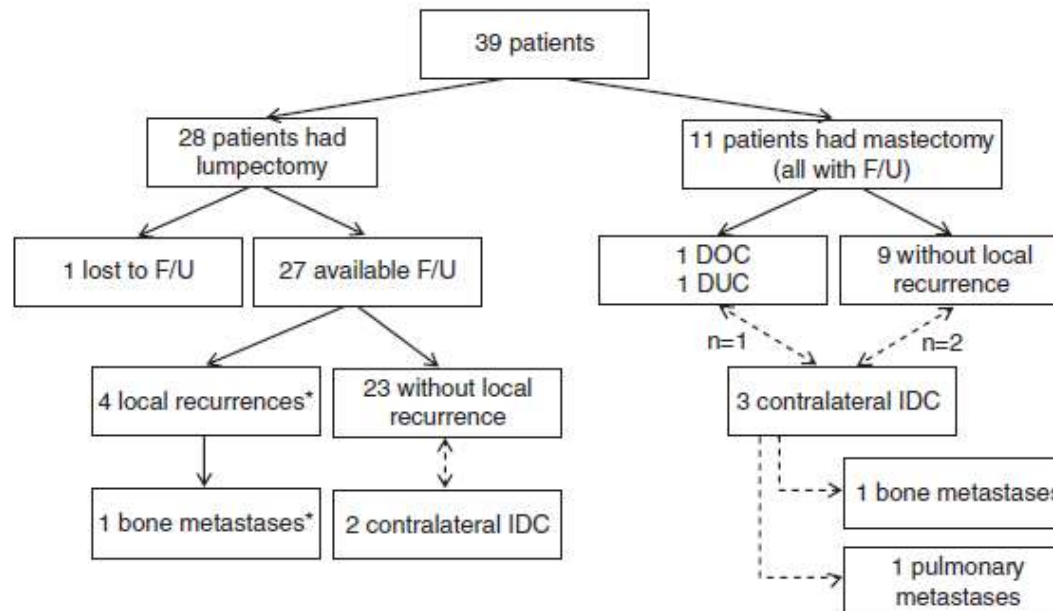 39 patients
28 patients had
lumpectomy
11 patients had mastectomy
(all with F/U)
1 lost to F/U
27 available F/U
1 DOC
1 DUC
9 without local
recurrence
n=1
n=2
4 local recurrences*
23 without local
recurrence
3 contralateral IDC
1 bone metastases*
2 contralateral IDC
1 bone metastases
1 pulmonary
metastases